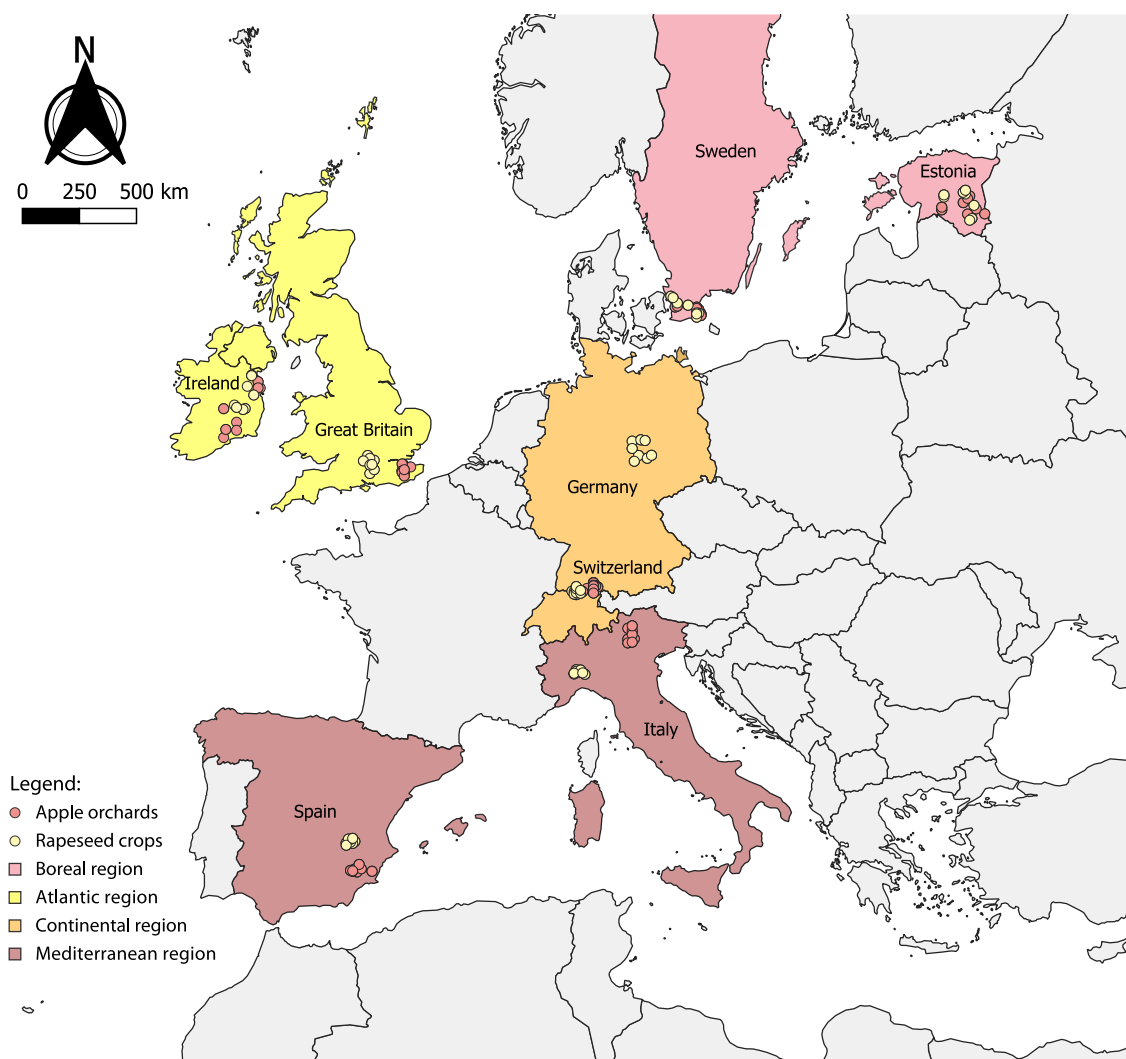 N
0 250 500 km
Sweden
Estonia
Ireland
Great Britain
Germany
Switzerland
Italy
Spain
Legend:
Apple orchards
Rapeseed crops
Boreal region
Atlantic region
Continental region
Mediterranean region